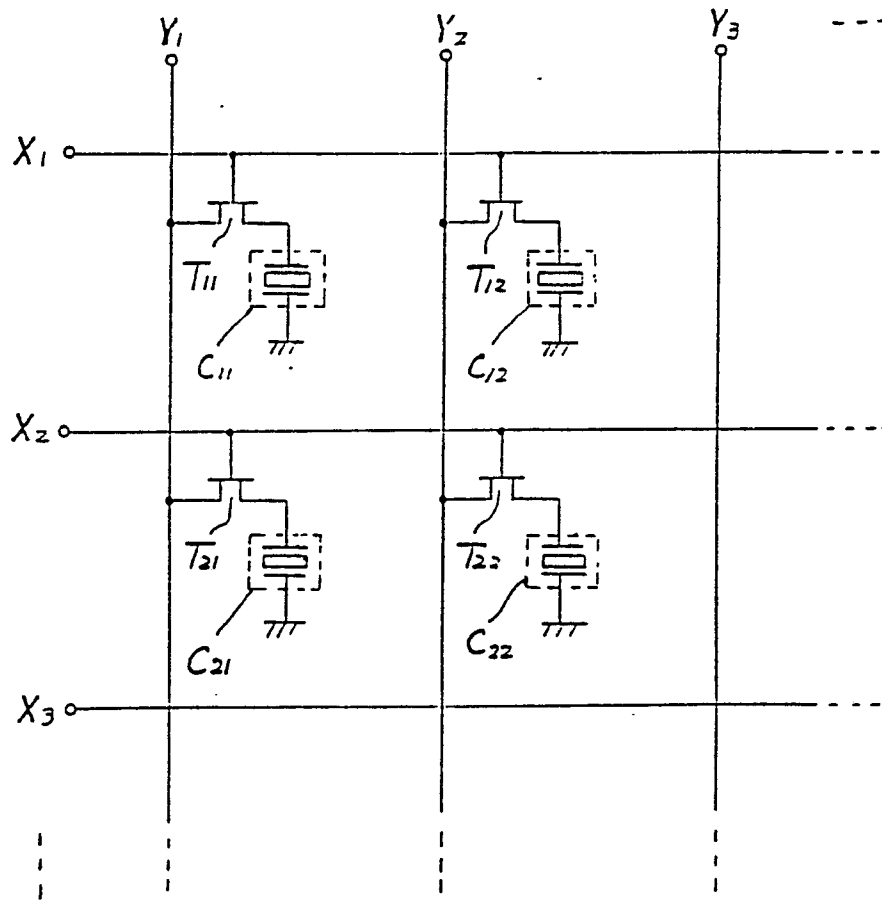 Y₁ Y₂ Y₃
X₁
T₁₁ T₁₂
C₁₁ C₁₂
X₂
T₂₁ T₂₂
C₂₁ C₂₂
X₃